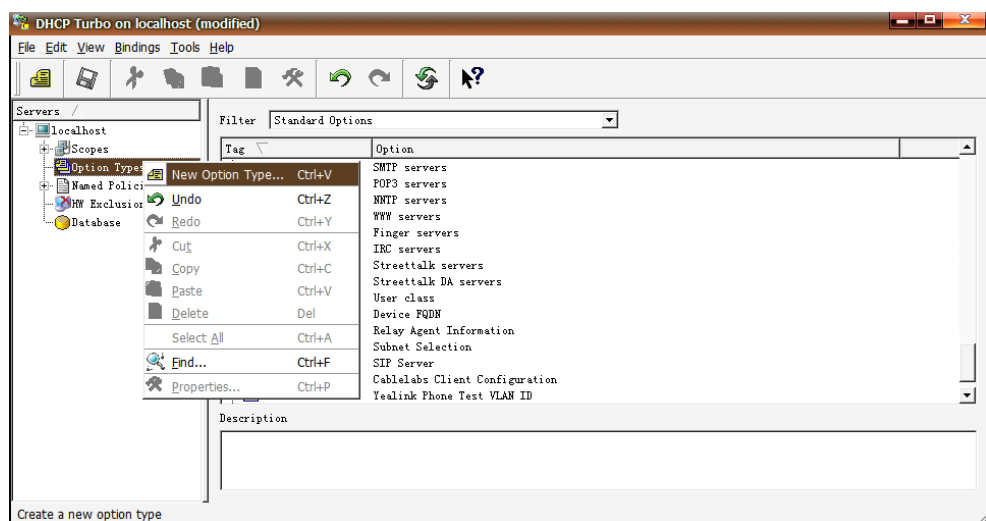 DHCP Turbo on localhost (modified)
File Edit View Bindings Tools Help
Servers
localhost
Scopes
Option Type
Named Polici
HW Exclusion
Database
New Option Type... Ctrl+V
Undo Ctrl+Z
Redo Ctrl+Y
Cut Ctrl+X
Copy Ctrl+C
Paste Ctrl+V
Delete Del
Select All Ctrl+A
Find... Ctrl+F
Properties... Ctrl+P
Filter Standard Options
Tag Option
SMTP servers
POP3 servers
NNTP servers
WWW servers
Finger servers
IRC servers
Streettalk servers
Streettalk DA servers
User class
Device FQDN
Relay Agent Information
Subnet Selection
SIP Server
Cablelabs Client Configuration
Yealink Phone Test VLAN ID
Description
Create a new option type